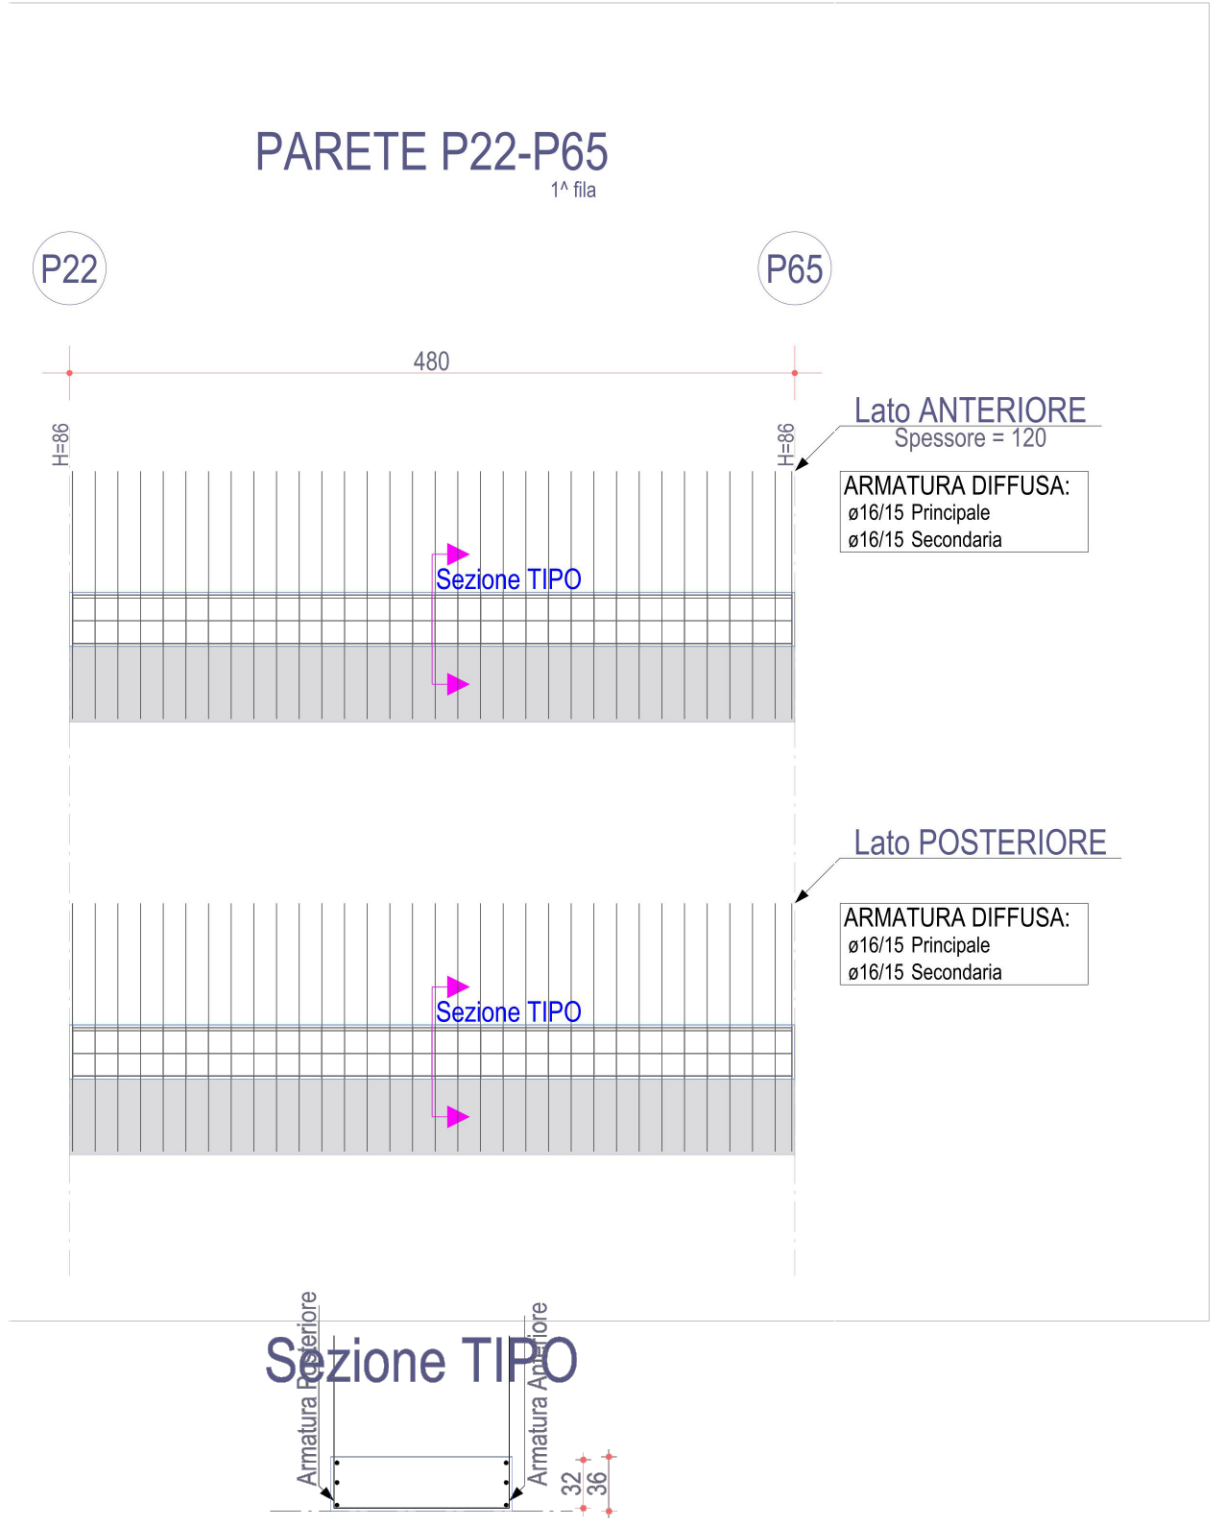 PARETE P22-P65
1^ fila
P22
P65
480
H=86
H=86
Lato ANTERIORE
Spessore = 120
ARMATURA DIFFUSA:
ø16/15 Principale
ø16/15 Secondaria
Sezione TIPO
Lato POSTERIORE
ARMATURA DIFFUSA:
ø16/15 Principale
ø16/15 Secondaria
Sezione TIPO
Sezione TIPO
Armatura Posteriore
Armatura Anteriore
32
36